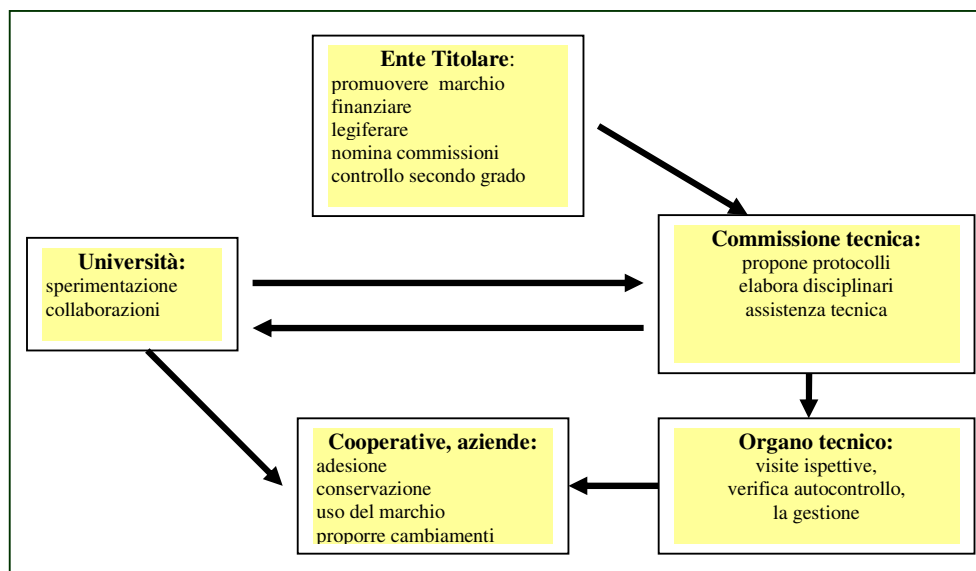 Ente Titolare:
promuovere marchio
finanziare
legiferare
nomina commissioni
controllo secondo grado
Università:
sperimentazione
collaborazioni
Commissione tecnica:
propone protocolli
elabora disciplinari
assistenza tecnica
Cooperative, aziende:
adesione
conservazione
uso del marchio
proporre cambiamenti
Organo tecnico:
visite ispettive,
verifica autocontrollo,
la gestione